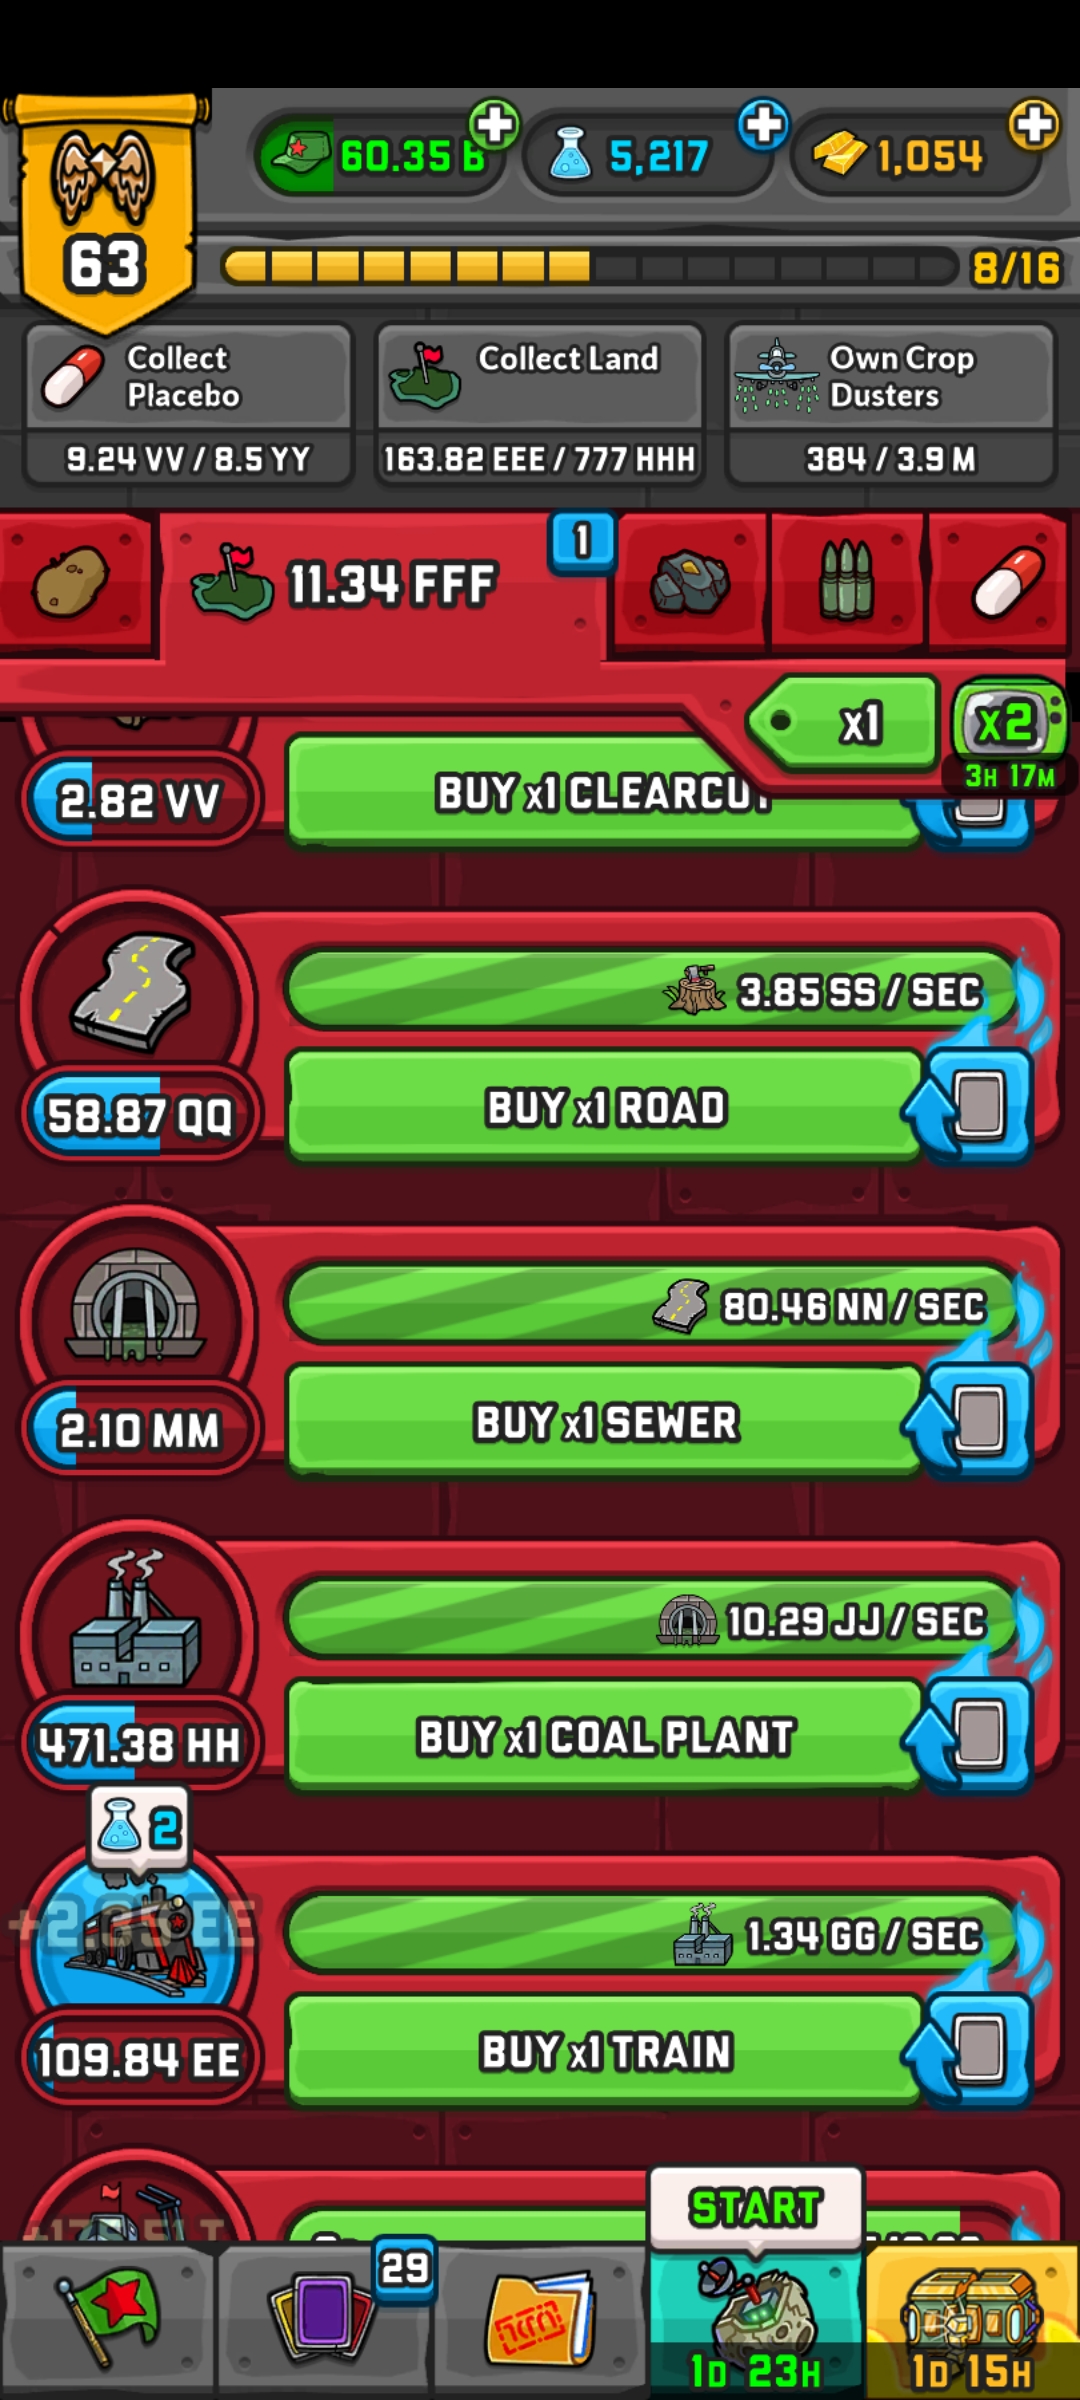 60.35 B
5,217
1,054
63
8/16
Collect
Placebo
9.24 VV / 8.5 YY
Collect Land
163.82 EEE / 777 HHH
Own Crop
Dusters
384 / 3.9 M
11.34 FFF
1
x1
x2
3H 17M
2.82 VV
BUY x1 CLEARCUT
3.85 SS / SEC
58.87 QQ
BUY x1 ROAD
80.46 NN / SEC
2.10 MM
BUY x1 SEWER
10.29 JJ / SEC
471.38 HH
BUY x1 COAL PLANT
2
1.34 GG / SEC
109.84 EE
BUY x1 TRAIN
START
29
1D 23H
1D 15H